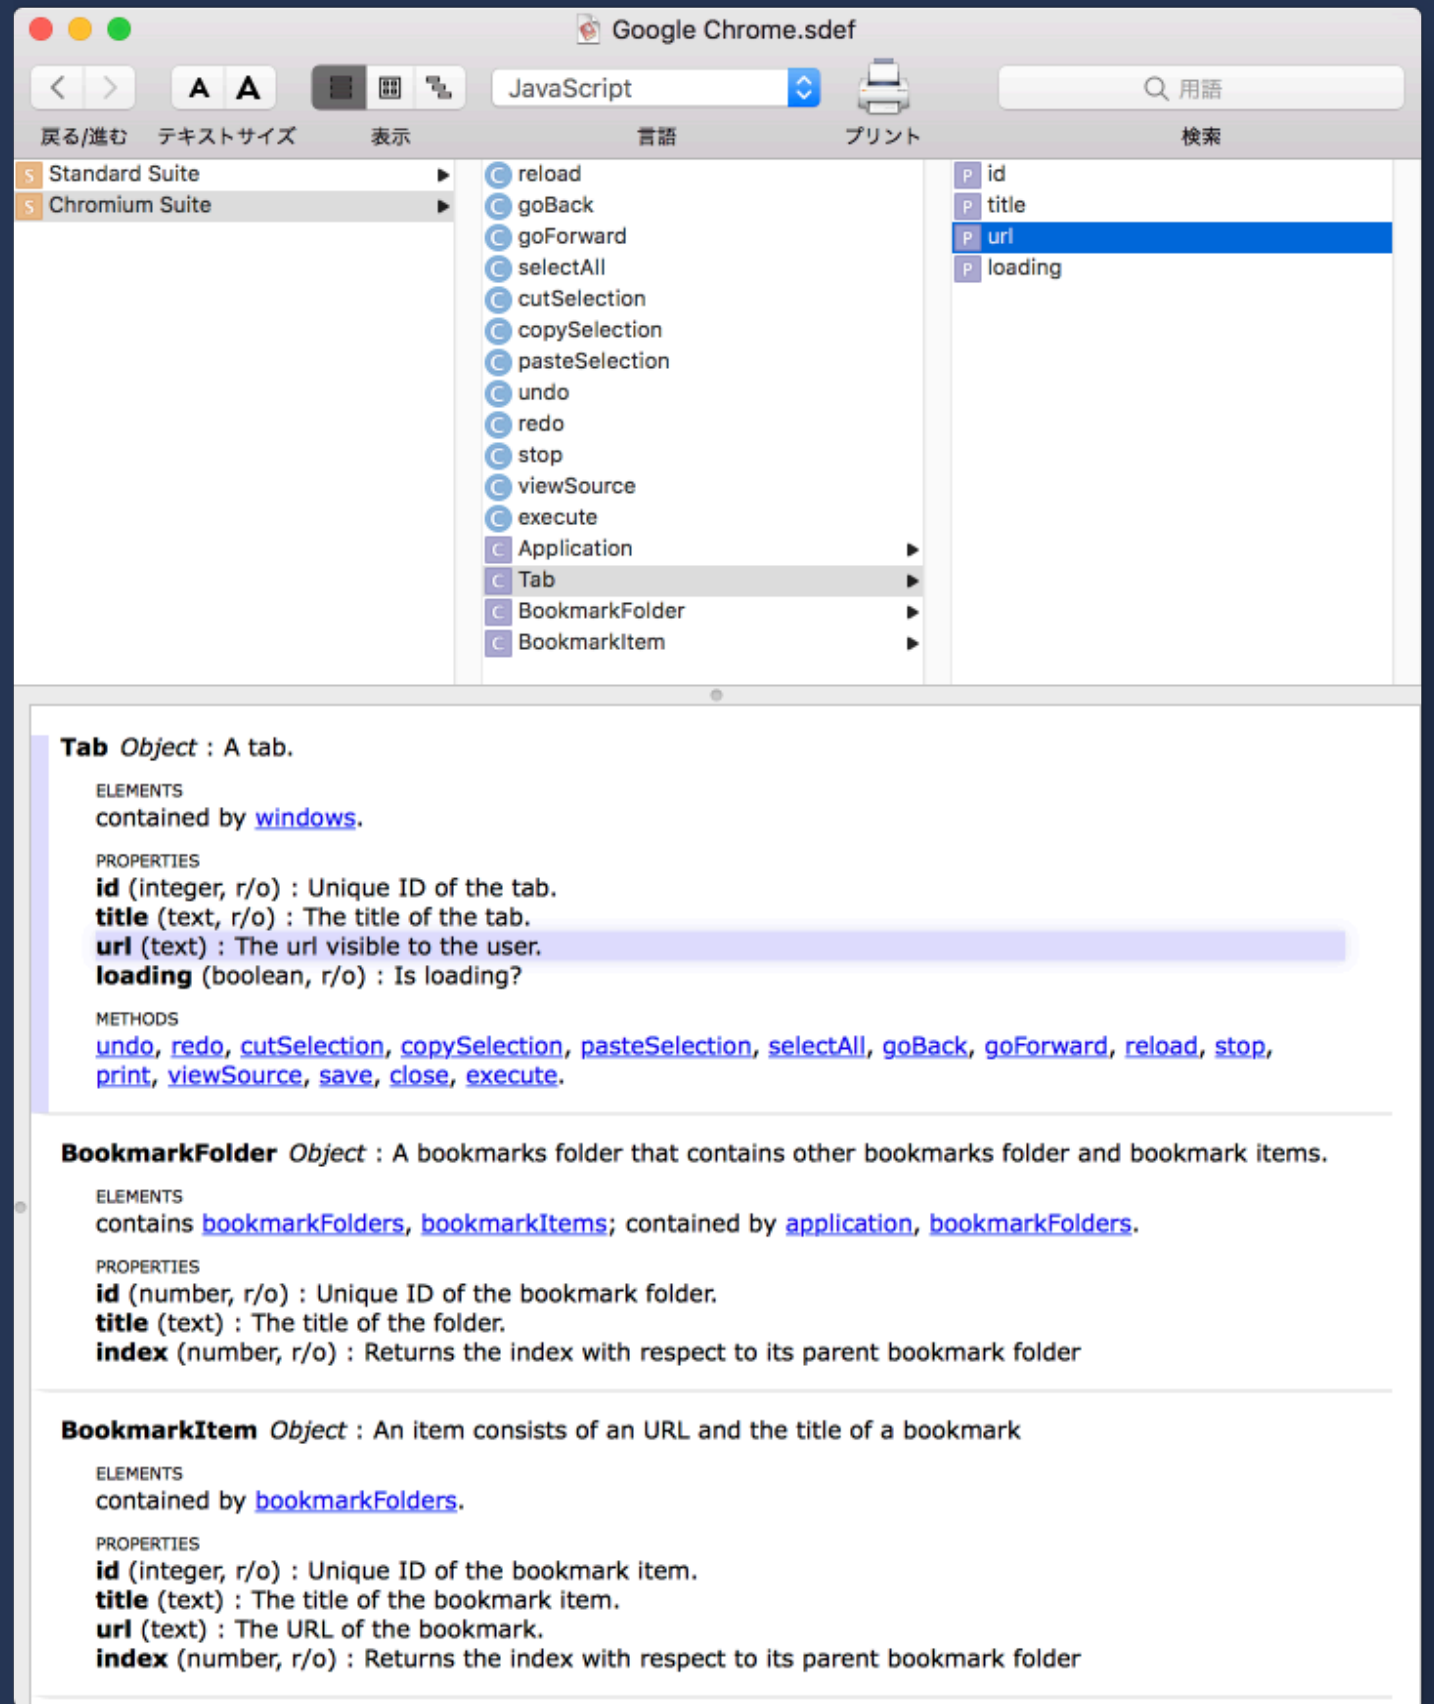 Google Chrome.sdef
A A JavaScript 用語
戻る/進む テキストサイズ 表示 言語 プリント 検索
S Standard Suite
S Chromium Suite
C reload
C goBack
C goForward
C selectAll
C cutSelection
C copySelection
C pasteSelection
C undo
C redo
C stop
C viewSource
C execute
C Application
C Tab
C BookmarkFolder
C BookmarkItem
P id
P title
P url
P loading
Tab Object : A tab.
ELEMENTS
contained by windows.
PROPERTIES
id (integer, r/o) : Unique ID of the tab.
title (text, r/o) : The title of the tab.
url (text) : The url visible to the user.
loading (boolean, r/o) : Is loading?
METHODS
undo, redo, cutSelection, copySelection, pasteSelection, selectAll, goBack, goForward, reload, stop,
print, viewSource, save, close, execute.
BookmarkFolder Object : A bookmarks folder that contains other bookmarks folder and bookmark items.
ELEMENTS
contains bookmarkFolders, bookmarkItems; contained by application, bookmarkFolders.
PROPERTIES
id (number, r/o) : Unique ID of the bookmark folder.
title (text) : The title of the folder.
index (number, r/o) : Returns the index with respect to its parent bookmark folder
BookmarkItem Object : An item consists of an URL and the title of a bookmark
ELEMENTS
contained by bookmarkFolders.
PROPERTIES
id (integer, r/o) : Unique ID of the bookmark item.
title (text) : The title of the bookmark item.
url (text) : The URL of the bookmark.
index (number, r/o) : Returns the index with respect to its parent bookmark folder